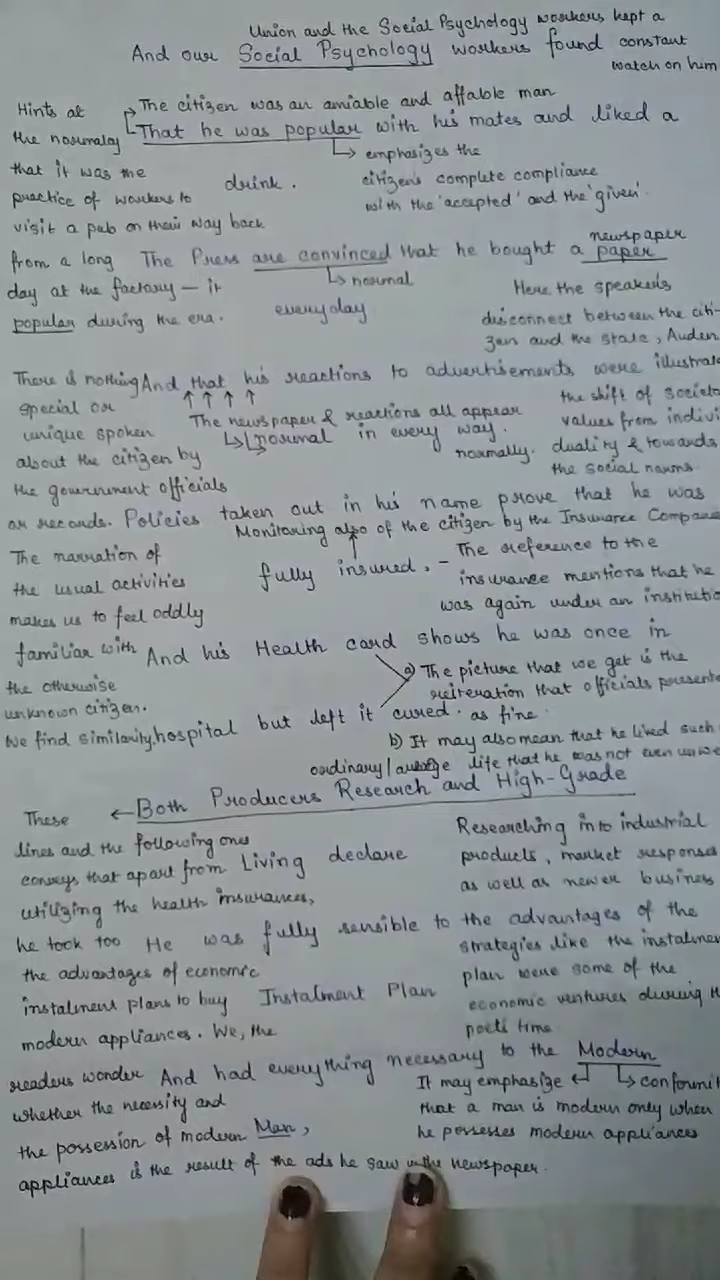 Union and the Social Psychology workers kept a
And our Social Psychology workers found constant
watch on him
Hints at
the normalcy
that it was the
practice of workers to
visit a pub on their way back
from a long
day at the factory – it
popular during the era.
The citizen was an amiable and affable man
That he was popular with his mates and liked a
drink.
emphasizes the
citizens complete compliance
with the 'accepted' and the 'given'.
The Press are convinced that he bought a paper
newspaper
normal
everyday
Here the speakers
disconnect between the citi-
zen and the state, Auden
illustrate
the shift of societa
values from indivi
duality & towards
the social norms.
There is nothing
special or
unique spoken
about the citizen by
the government officials
or records.
And that his reactions to advertisements were
The newspaper & reactions all appear
normal in every way.
normally.
Policies taken out in his name prove that he was
Monitoring also of the citizen by the Insurance Compan
fully insured, –
The reference to the
insurance mentions that he
was again under an institutio
The narration of
the usual activities
makes us to feel oddly
familiar with
the otherwise
unknown citizen.
We find similarity.
And his Health card shows he was once in
hospital but left it cured.
a) The picture that we get is the
reiteration that officials presente
as fine.
b) It may also mean that he liked such
ordinary/average life that he was not even unwe
Both Producers Research and High-Grade
These
lines and the following ones
conveys that apart from
utilizing the health insurances,
he took too
the advantages of economic
instalment plans to buy
modern appliances. We, the
readers wonder
whether the necessity and
the possession of modern
appliances is the result of the ads he saw in the newspaper.
Living declare
Researching into industrial
products, market responses
as well as newer business
strategies like the instalmen
plan were some of the
economic ventures during th
poets time
He was fully sensible to the advantages of the
Instalment Plan
And had everything necessary to the Modern
Man,
It may emphasize
conformit
that a man is modern only when
he possesses modern appliances